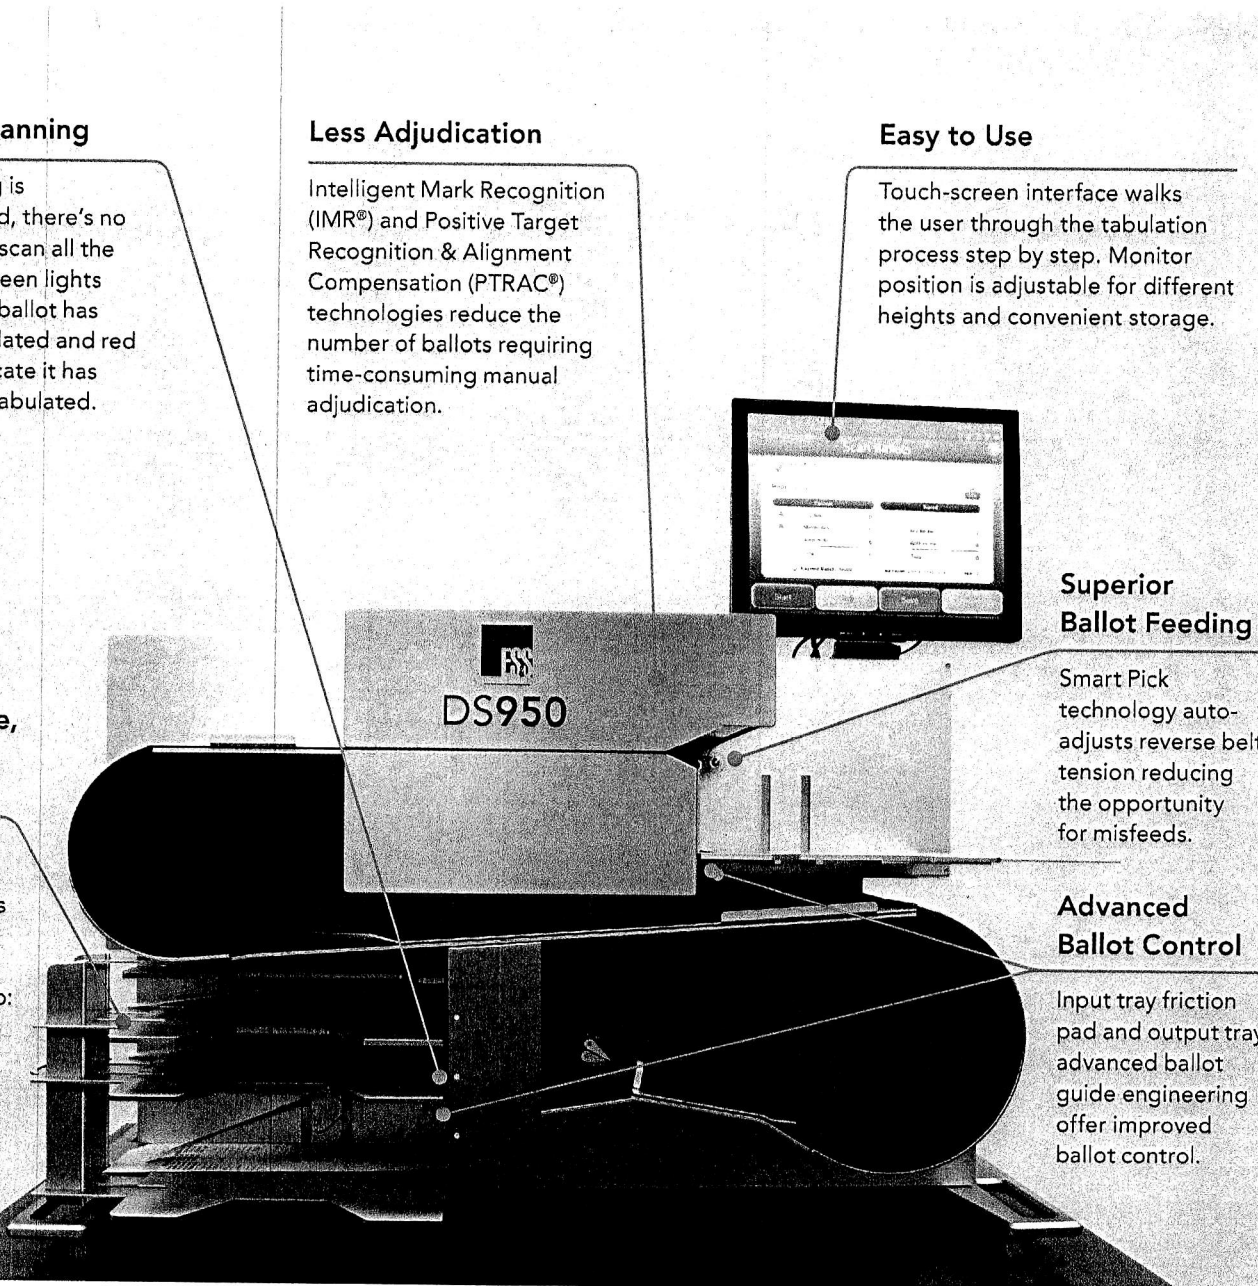 anning
is
d, there's no
scan all the
een lights
ballot has
lated and red
cate it has
abulated.
Less Adjudication
Intelligent Mark Recognition
(IMR®) and Positive Target
Recognition & Alignment
Compensation (PTRAC®)
technologies reduce the
number of ballots requiring
time-consuming manual
adjudication.
Easy to Use
Touch-screen interface walks
the user through the tabulation
process step by step. Monitor
position is adjustable for different
heights and convenient storage.
Start
Save
ESS
DS950
Superior
Ballot Feeding
Smart Pick
technology auto-
adjusts reverse belt
tension reducing
the opportunity
for misfeeds.
e,
s
o:
Advanced
Ballot Control
Input tray friction
pad and output tray
advanced ballot
guide engineering
offer improved
ballot control.